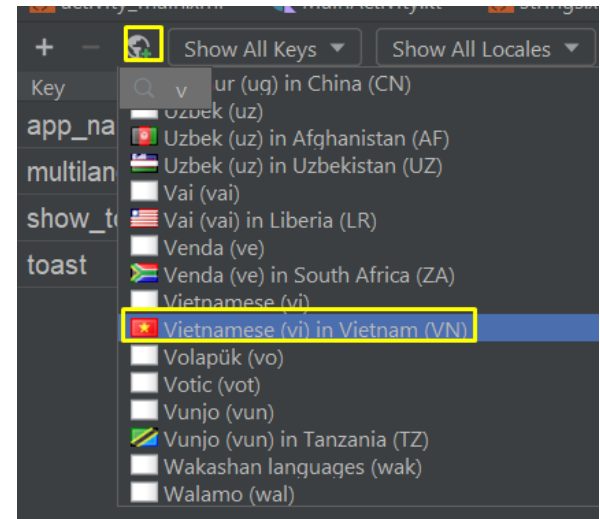 Show All Keys
Show All Locales
Key
v
ur (ug) in China (CN)
app_na
Uzbek (uz)
Uzbek (uz) in Afghanistan (AF)
multilan
Uzbek (uz) in Uzbekistan (UZ)
Vai (vai)
show_to
Vai (vai) in Liberia (LR)
Venda (ve)
toast
Venda (ve) in South Africa (ZA)
Vietnamese (vi)
Vietnamese (vi) in Vietnam (VN)
Volapük (vo)
Votic (vot)
Vunjo (vun)
Vunjo (vun) in Tanzania (TZ)
Wakashan languages (wak)
Walamo (wal)